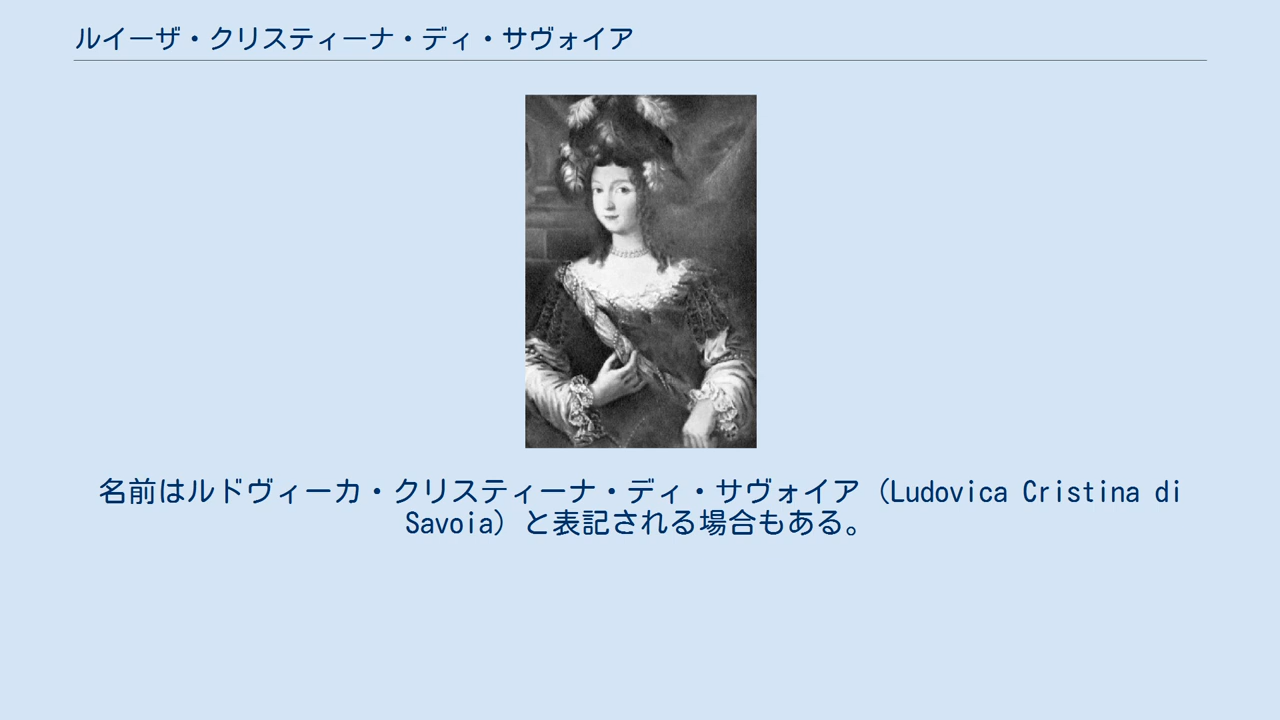 ルイーザ・クリスティーナ・ディ・サヴォイア
名前はルドヴィーカ・クリスティーナ・ディ・サヴォイア（Ludovica Cristina di
Savoia）と表記される場合もある。